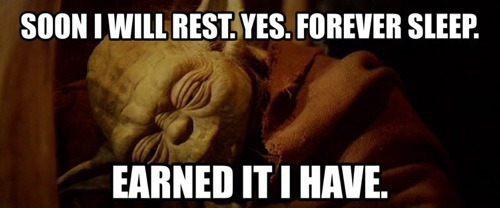 SOON I WILL REST. YES. FOREVER SLEEP.
EARNED IT I HAVE.